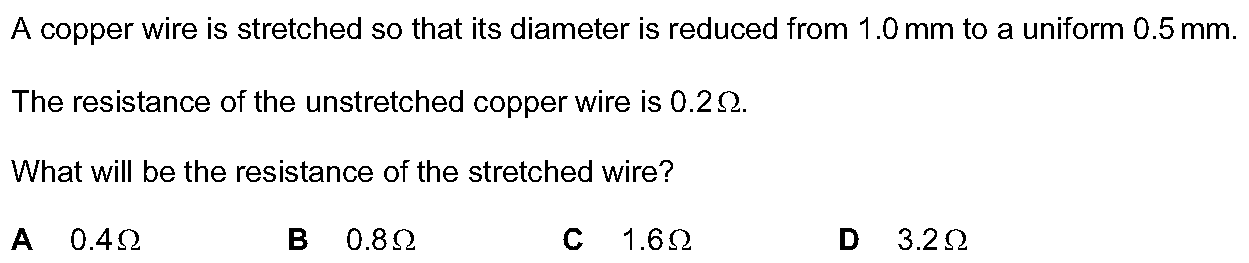 A copper wire is stretched so that its diameter is reduced from 1.0 mm to a uniform 0.5 mm.
The resistance of the unstretched copper wire is 0.2 Ω.
What will be the resistance of the stretched wire?
A 0.4 Ω B 0.8 Ω C 1.6 Ω D 3.2 Ω